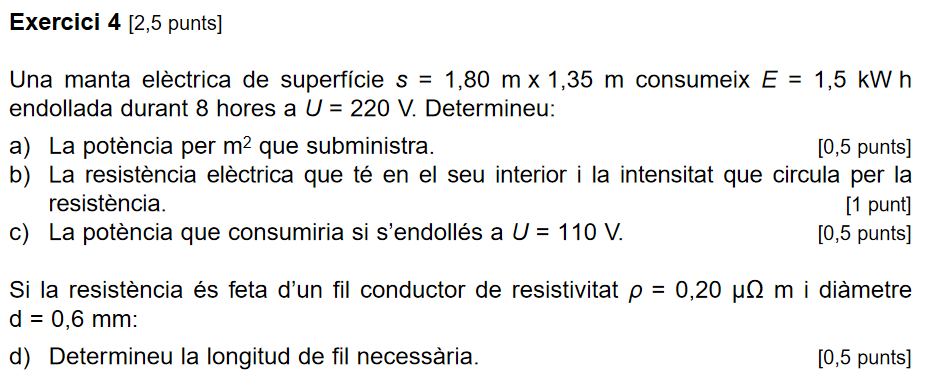 Exercici 4 [2,5 punts]
Una manta elèctrica de superfície s = 1,80 m x 1,35 m consumeix E = 1,5 kW h
endollada durant 8 hores a U = 220 V. Determineu:
a) La potència per m² que subministra. [0,5 punts]
b) La resistència elèctrica que té en el seu interior i la intensitat que circula per la
resistència. [1 punt]
c) La potència que consumiria si s’endollés a U = 110 V. [0,5 punts]
Si la resistència és feta d’un fil conductor de resistivitat ρ = 0,20 μΩ m i diàmetre
d = 0,6 mm:
d) Determineu la longitud de fil necessària. [0,5 punts]